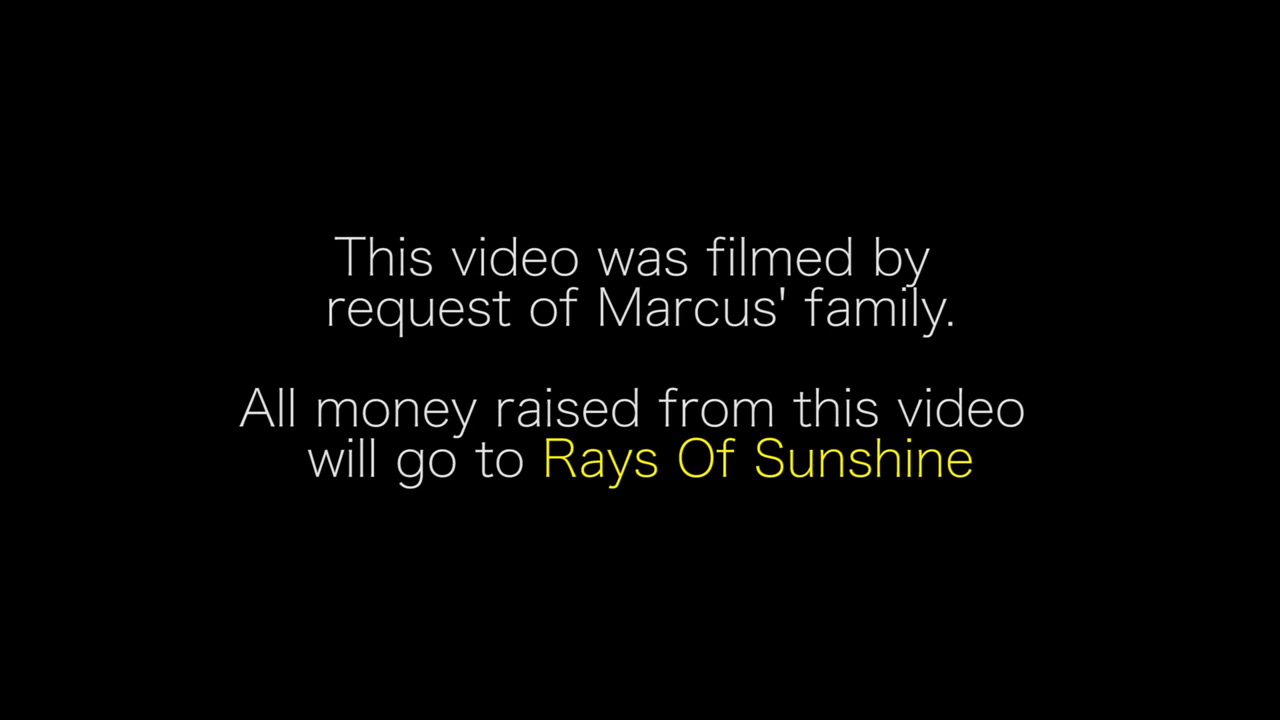 This video was filmed by
request of Marcus' family.
All money raised from this video
will go to Rays Of Sunshine